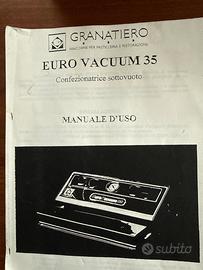 GRANATIERO
MACCHINE PER PASTICCERIA E RISTORAZIONE
EURO VACUUM 35
Confezionatrice sottovuoto
MANUALE D'USO
subito